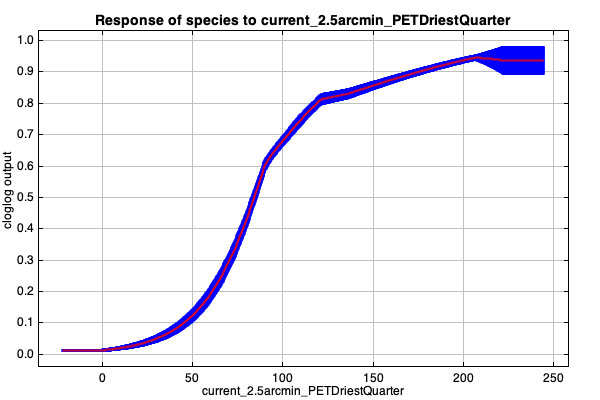 Response of species to current_2.5arcmin_PETDriestQuarter
cloglog output
1.0
0.9
0.8
0.7
0.6
0.5
0.4
0.3
0.2
0.1
0.0
0 50 100 150 200 250
current_2.5arcmin_PETDriestQuarter